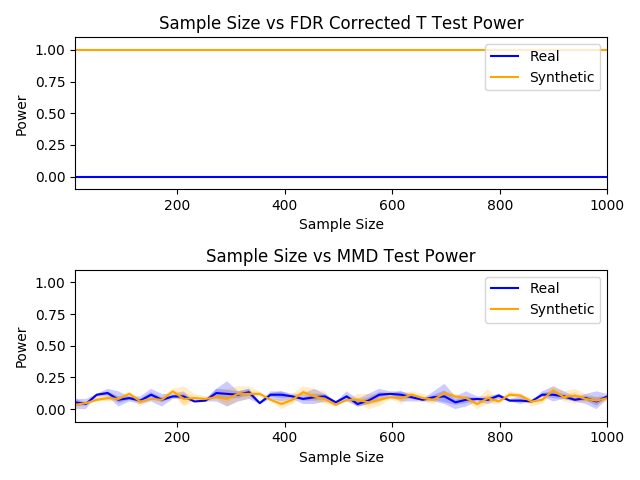 Sample Size vs FDR Corrected T Test Power
1.00
0.75
0.50
0.25
0.00
Power
Real
Synthetic
200 400 600 800 1000
Sample Size
Sample Size vs MMD Test Power
1.00
0.75
0.50
0.25
0.00
Power
Real
Synthetic
200 400 600 800 1000
Sample Size